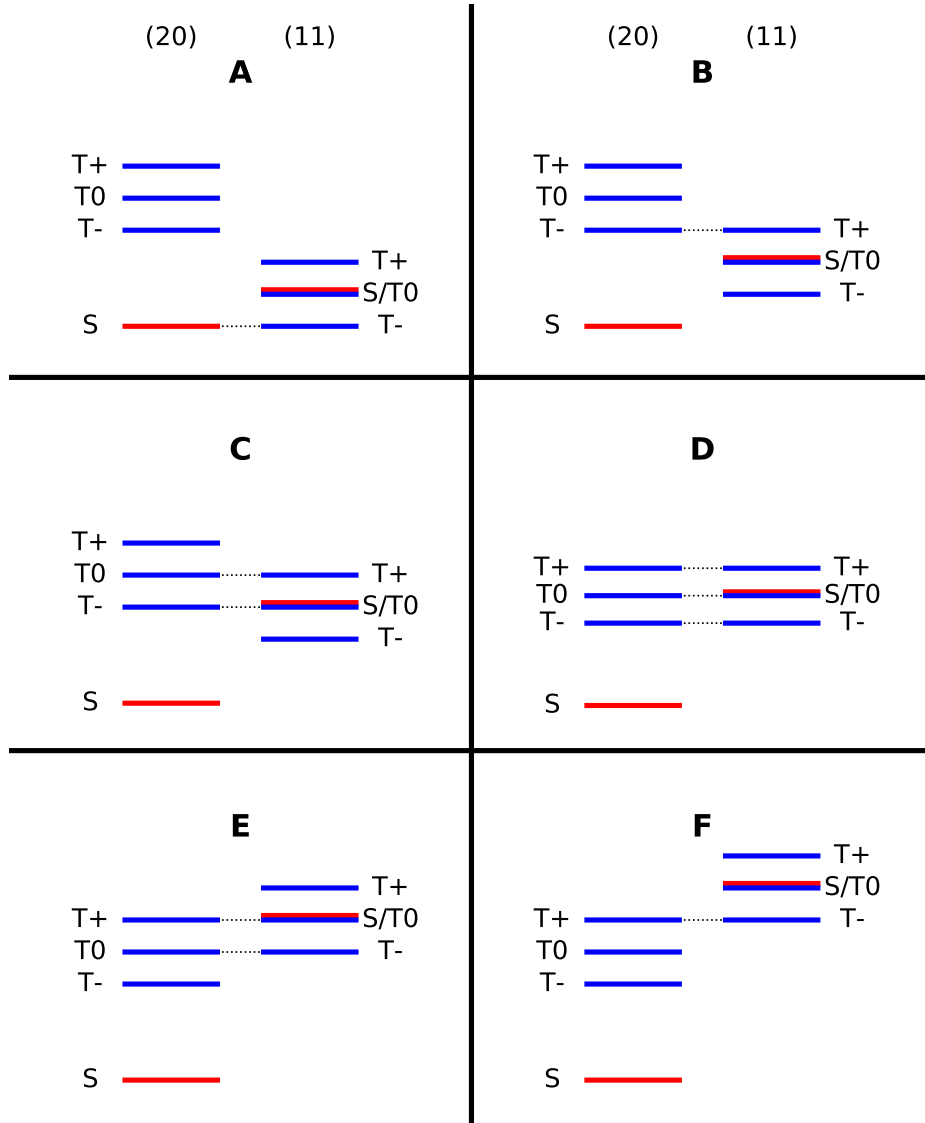 (20) (11) (20) (11)
A B
T+ T+
T0 T0
T- T- T+
T+ S/T0
S/T0 T-
S T- S
C D
T+ T+ T+
T0 T+ T0 S/T0
T- S/T0 T- T-
T-
S S
E F
T+ T+
T+ S/T0 S/T0
T0 T- T+ T-
T- T0
T-
S S